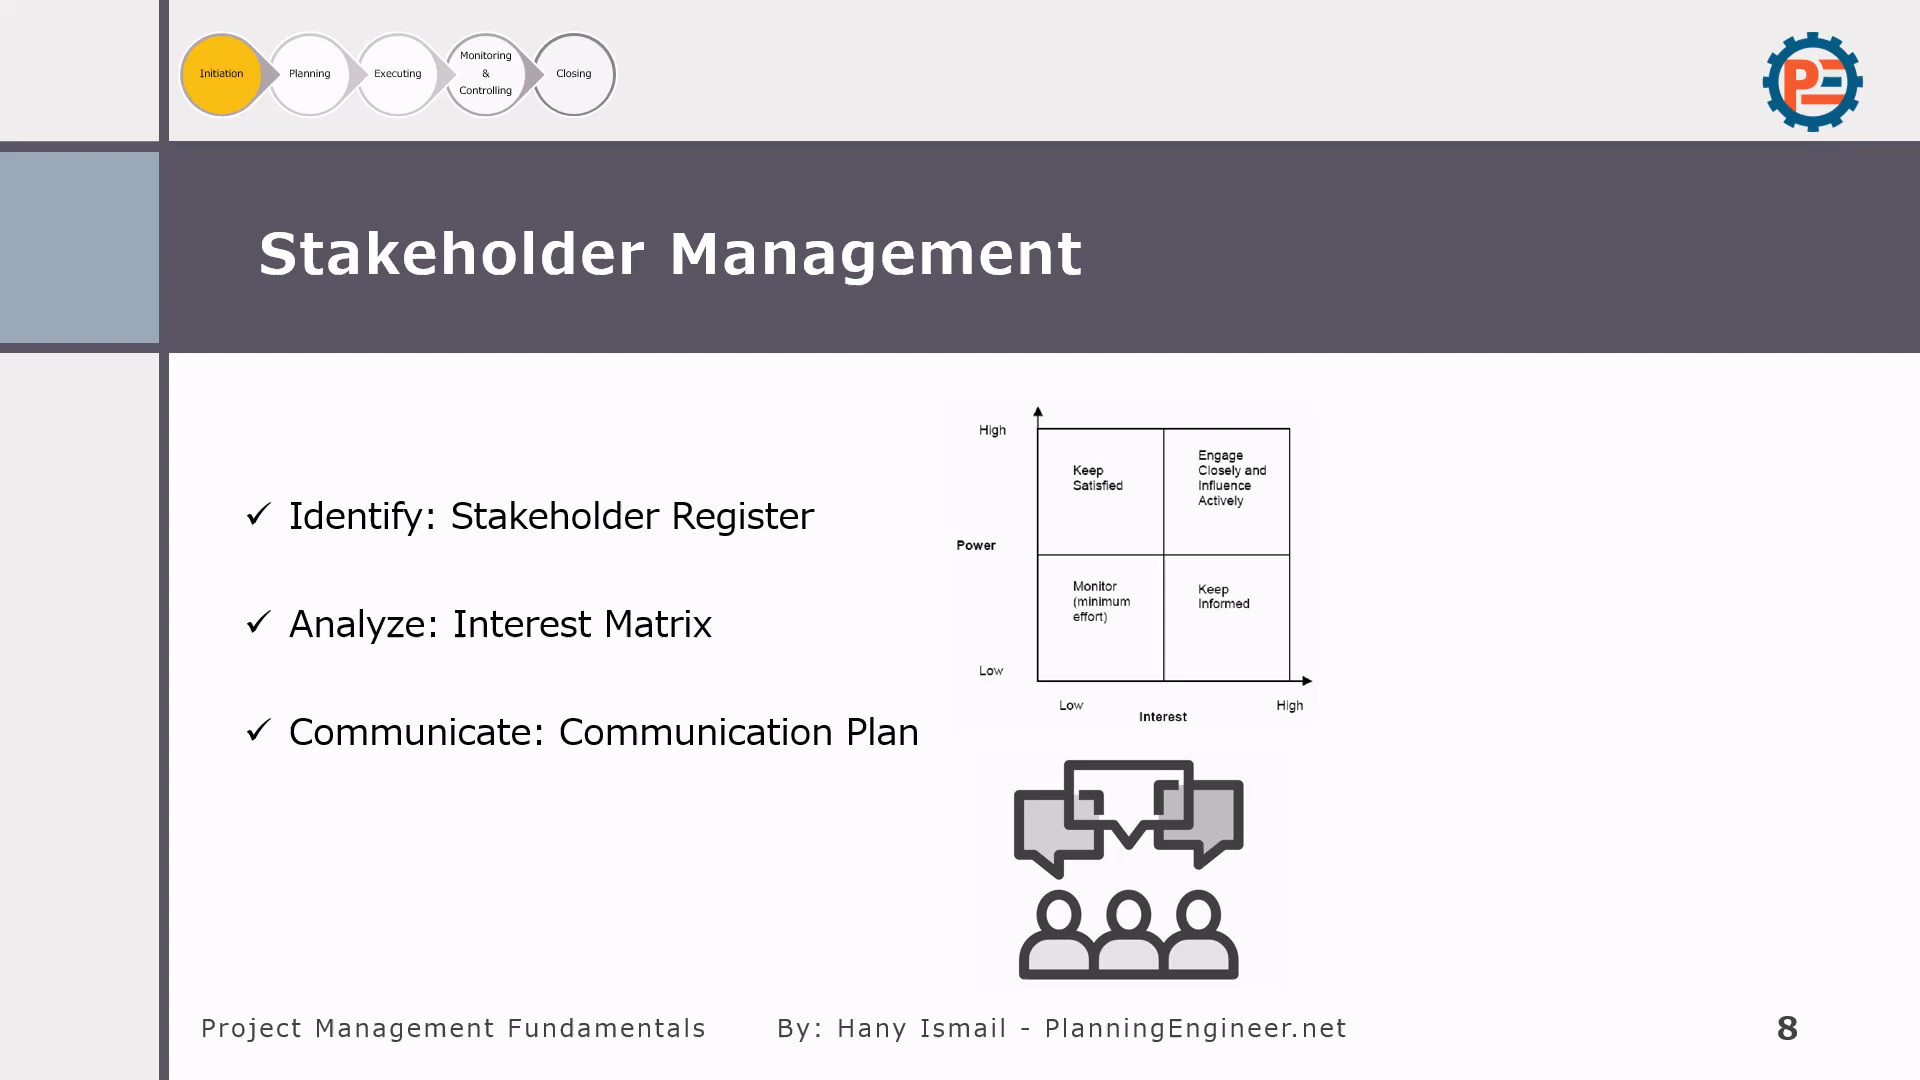 Initiation
Planning
Executing
Monitoring
&
Controlling
Closing
PE
Stakeholder Management
✓ Identify: Stakeholder Register
✓ Analyze: Interest Matrix
✓ Communicate: Communication Plan
High
Keep
Satisfied
Engage
Closely and
Influence
Actively
Power
Monitor
(minimum
effort)
Keep
Informed
Low
Low
High
Interest
Project Management Fundamentals
By: Hany Ismail - PlanningEngineer.net
8